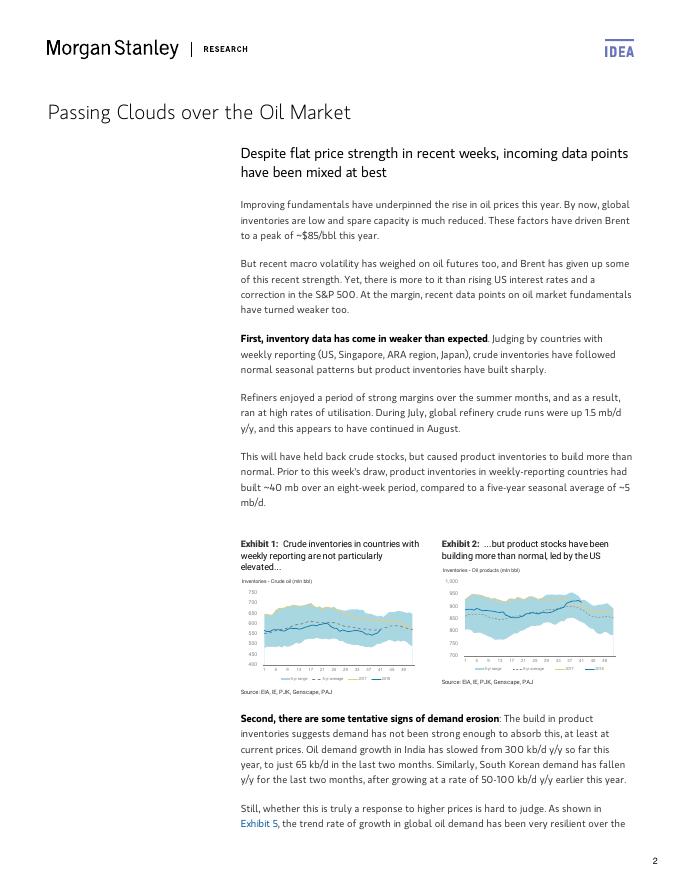 Morgan Stanley | RESEARCH
IDEA
Passing Clouds over the Oil Market
Despite flat price strength in recent weeks, incoming data points
have been mixed at best
Improving fundamentals have underpinned the rise in oil prices this year. By now, global
inventories are low and spare capacity is much reduced. These factors have driven Brent
to a peak of ~$85/bbl this year.
But recent macro volatility has weighed on oil futures too, and Brent has given up some
of this recent strength. Yet, there is more to it than rising US interest rates and a
correction in the S&P 500. At the margin, recent data points on oil market fundamentals
have turned weaker too.
First, inventory data has come in weaker than expected. Judging by countries with
weekly reporting (US, Singapore, ARA region, Japan), crude inventories have followed
normal seasonal patterns but product inventories have built sharply.
Refiners enjoyed a period of strong margins over the summer months, and as a result,
ran at high rates of utilisation. During July, global refinery crude runs were up 1.5 mb/d
y/y, and this appears to have continued in August.
This will have held back crude stocks, but caused product inventories to build more than
normal. Prior to this week's draw, product inventories in weekly-reporting countries had
built ~40 mb over an eight-week period, compared to a five-year seasonal average of ~5
mb/d.
Exhibit 1: Crude inventories in countries with
weekly reporting are not particularly
elevated...
Inventories - Crude oil (mln bbl)
750
700
650
600
550
500
450
400
1 5 9 13 17 21 25 29 33 37 41 45 49
5-yr range 5-yr average 2017 2018
Source: EIA, IE, PJK, Genscape, PAJ
Exhibit 2: ...but product stocks have been
building more than normal, led by the US
Inventories - Oil products (mln bbl)
1,000
950
900
850
800
750
700
1 5 9 13 17 21 25 29 33 37 41 45 49
5-yr range 5-yr average 2017 2018
Source: EIA, IE, PJK, Genscape, PAJ
Second, there are some tentative signs of demand erosion: The build in product
inventories suggests demand has not been strong enough to absorb this, at least at
current prices. Oil demand growth in India has slowed from 300 kb/d y/y so far this
year, to just 65 kb/d in the last two months. Similarly, South Korean demand has fallen
y/y for the last two months, after growing at a rate of 50-100 kb/d y/y earlier this year.
Still, whether this is truly a response to higher prices is hard to judge. As shown in
Exhibit 5, the trend rate of growth in global oil demand has been very resilient over the
2